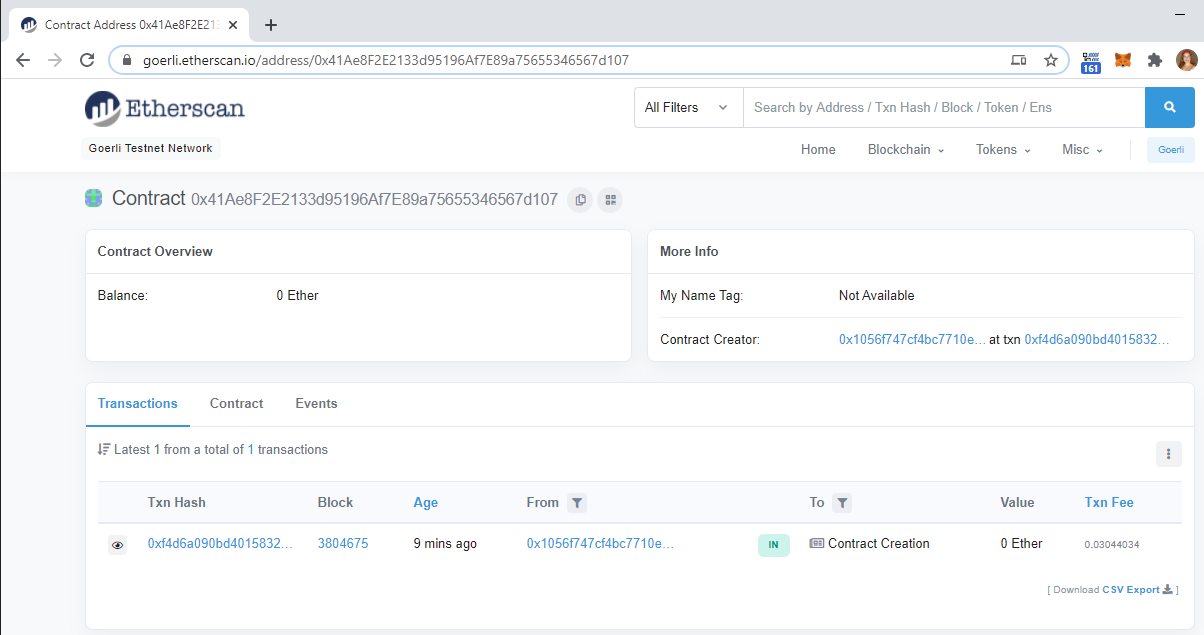 Contract Address 0x41Ae8F2E213
goerli.etherscan.io/address/0x41Ae8F2E2133d95196Af7E89a75655346567d107
161
Etherscan
All Filters
Search by Address / Txn Hash / Block / Token / Ens
Goerli Testnet Network
Home Blockchain Tokens Misc Goerli
Contract 0x41Ae8F2E2133d95196Af7E89a75655346567d107
Contract Overview
Balance: 0 Ether
More Info
My Name Tag: Not Available
Contract Creator: 0x1056f747cf4bc7710e... at txn 0xf4d6a090bd4015832...
Transactions Contract Events
Latest 1 from a total of 1 transactions
Txn Hash Block Age From To Value Txn Fee
0xf4d6a090bd4015832... 3804675 9 mins ago 0x1056f747cf4bc7710e... IN Contract Creation 0 Ether 0.03044034
[ Download CSV Export ]